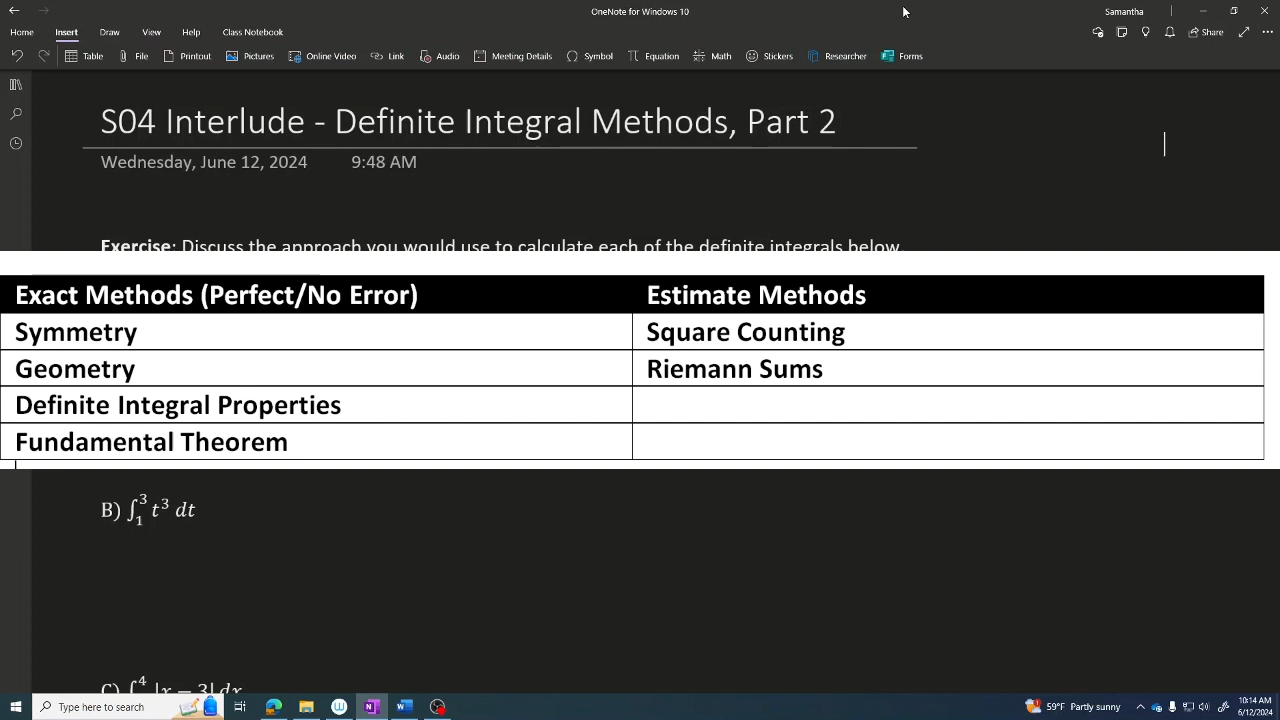 OneNote for Windows 10
Samantha
Home Insert Draw View Help Class Notebook
Share
Table File Printout Pictures Online Video Link Audio Meeting Details Symbol Equation Math Stickers Researcher Forms
S04 Interlude - Definite Integral Methods, Part 2
Wednesday, June 12, 2024 9:48 AM
Exercise: Discuss the approach you would use to calculate each of the definite integrals below.
Exact Methods (Perfect/No Error) Estimate Methods
Symmetry Square Counting
Geometry Riemann Sums
Definite Integral Properties
Fundamental Theorem
B) ∫₁³ t³ dt
C) ∫⁴ |x − 3| dx
Type here to search
59°F Partly sunny
10:14 AM
6/12/2024